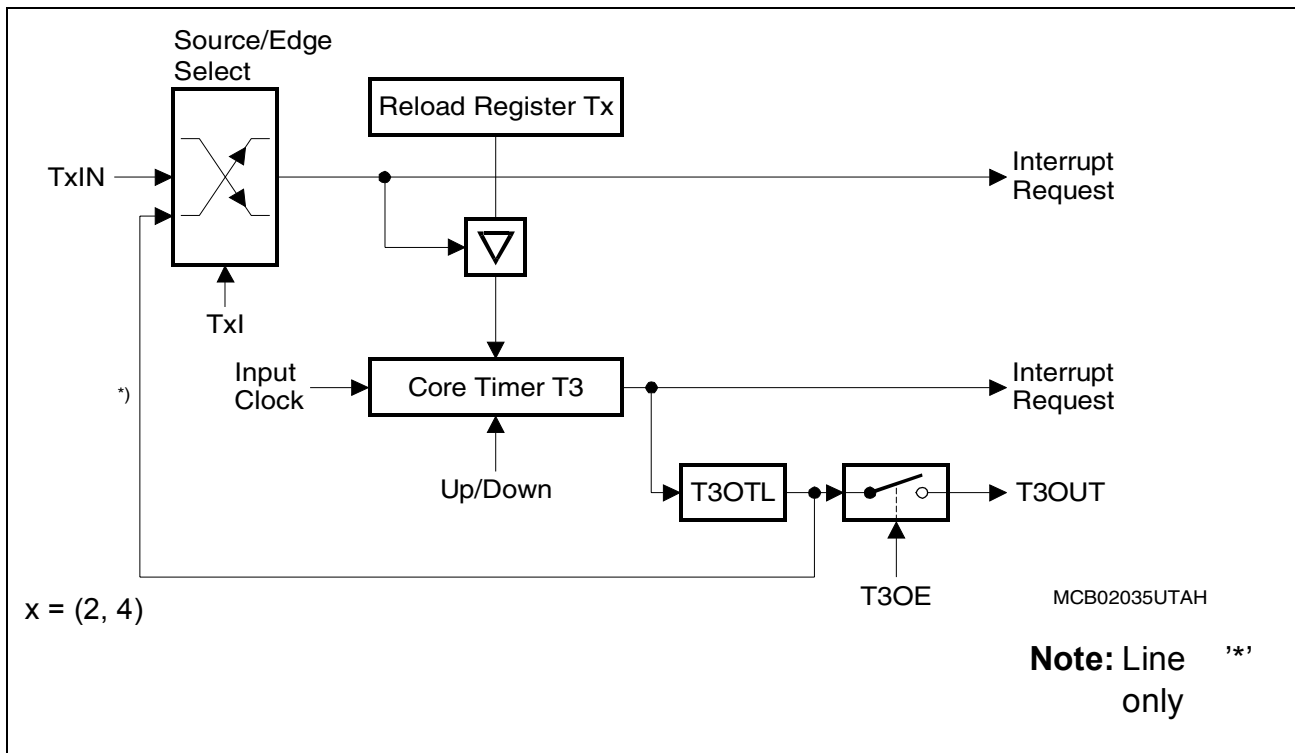 Source/Edge
Select
Reload Register Tx
TxIN
Interrupt
Request
TxI
*)
Input
Clock
Core Timer T3
Interrupt
Request
Up/Down
T3OTL
T3OUT
T3OE
x = (2, 4)
MCB02035UTAH
Note: Line '*'
only